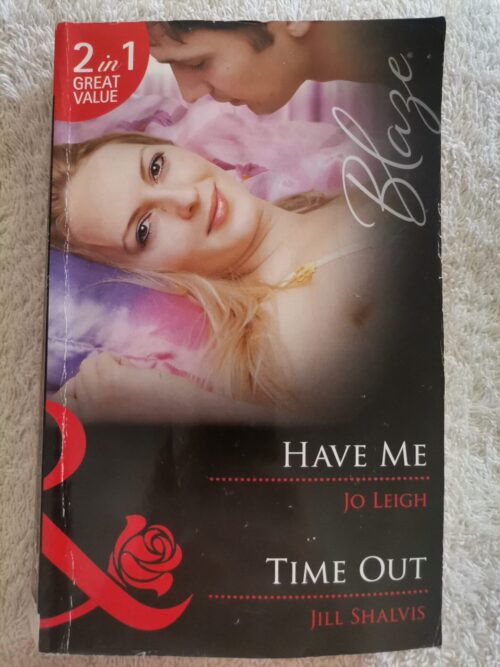 2 in 1
GREAT
VALUE
Blaze®
HAVE ME
JO LEIGH
TIME OUT
JILL SHALVIS